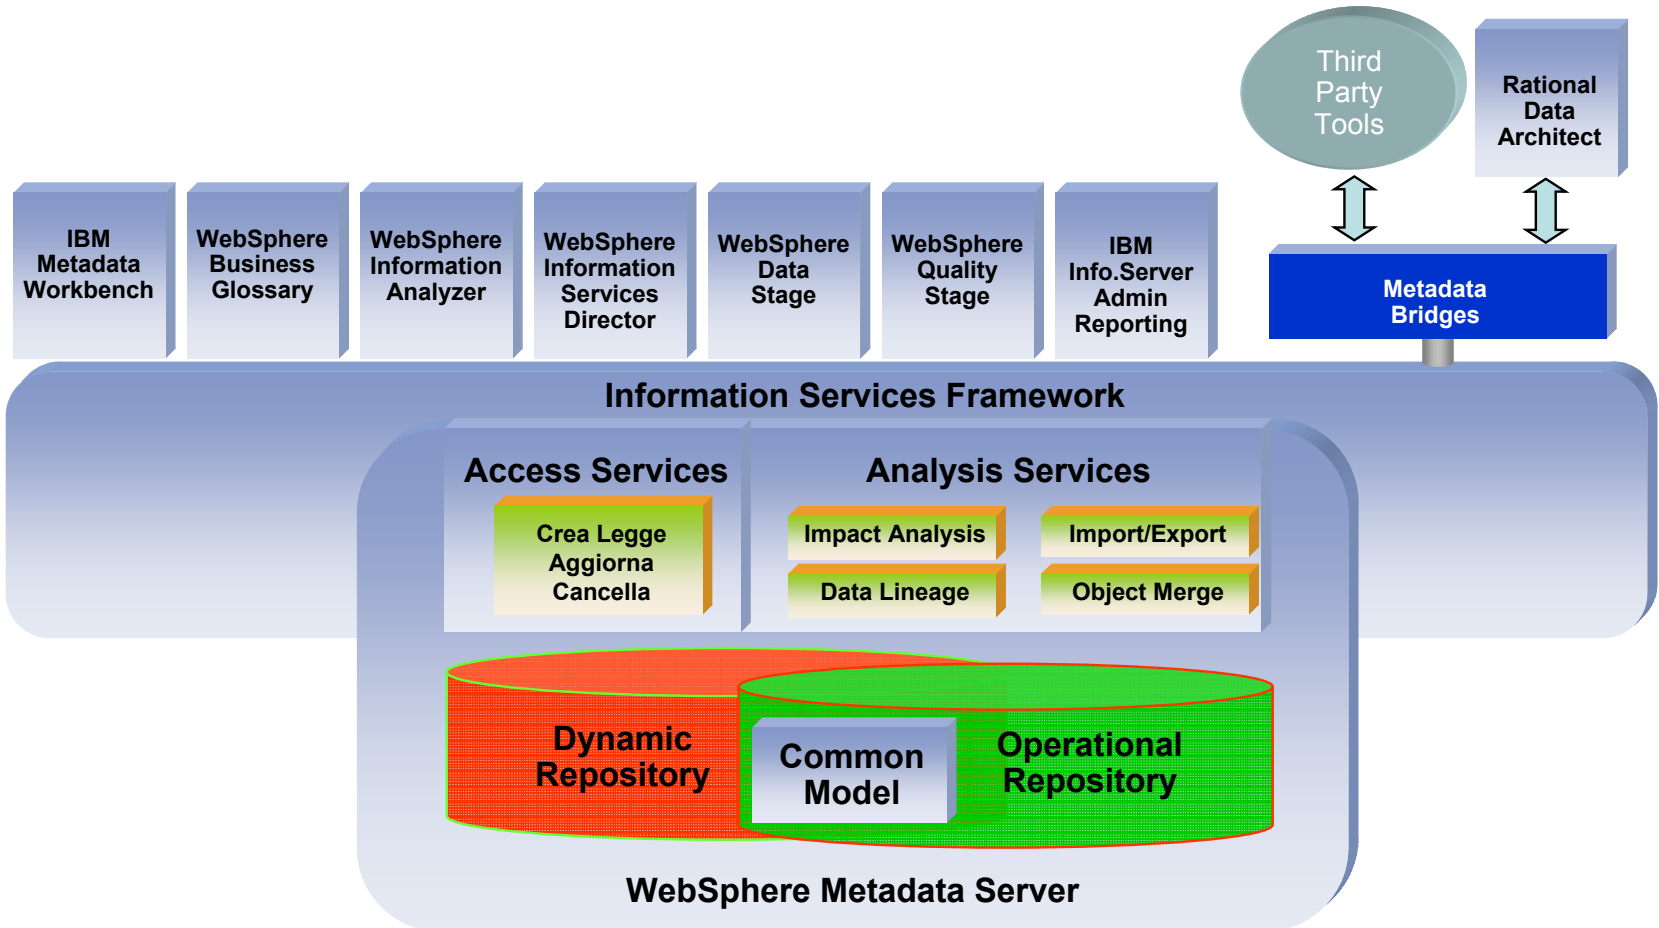 Third
Party
Tools
Rational
Data
Architect
IBM
Metadata
Workbench
WebSphere
Business
Glossary
WebSphere
Information
Analyzer
WebSphere
Information
Services
Director
WebSphere
Data
Stage
WebSphere
Quality
Stage
IBM
Info.Server
Admin
Reporting
Metadata
Bridges
Information Services Framework
Access Services
Crea Legge
Aggiorna
Cancella
Analysis Services
Impact Analysis
Import/Export
Data Lineage
Object Merge
Dynamic
Repository
Common
Model
Operational
Repository
WebSphere Metadata Server